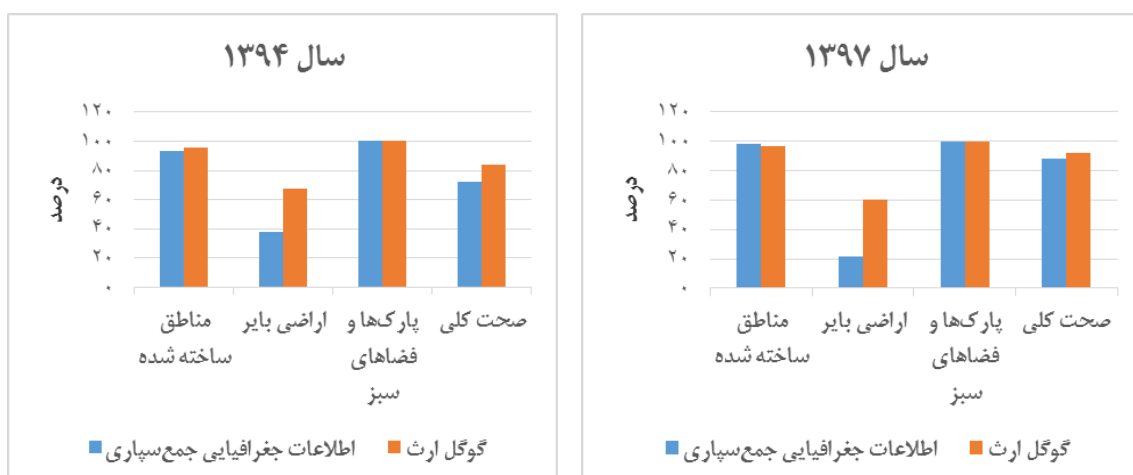 سال ۱۳۹۴
۱۲۰
۱۰۰
۸۰
۶۰
۴۰
۲۰
۰
درصد
مناطق
ساخته شده
اراضی بایر
پارک‌ها و
فضاهای
سبز
صحت کلی
اطلاعات جغرافیایی جمع‌سپاری
گوگل ارث
سال ۱۳۹۷
۱۲۰
۱۰۰
۸۰
۶۰
۴۰
۲۰
۰
درصد
مناطق
ساخته شده
اراضی بایر
پارک‌ها و
فضاهای
سبز
صحت کلی
اطلاعات جغرافیایی جمع‌سپاری
گوگل ارث